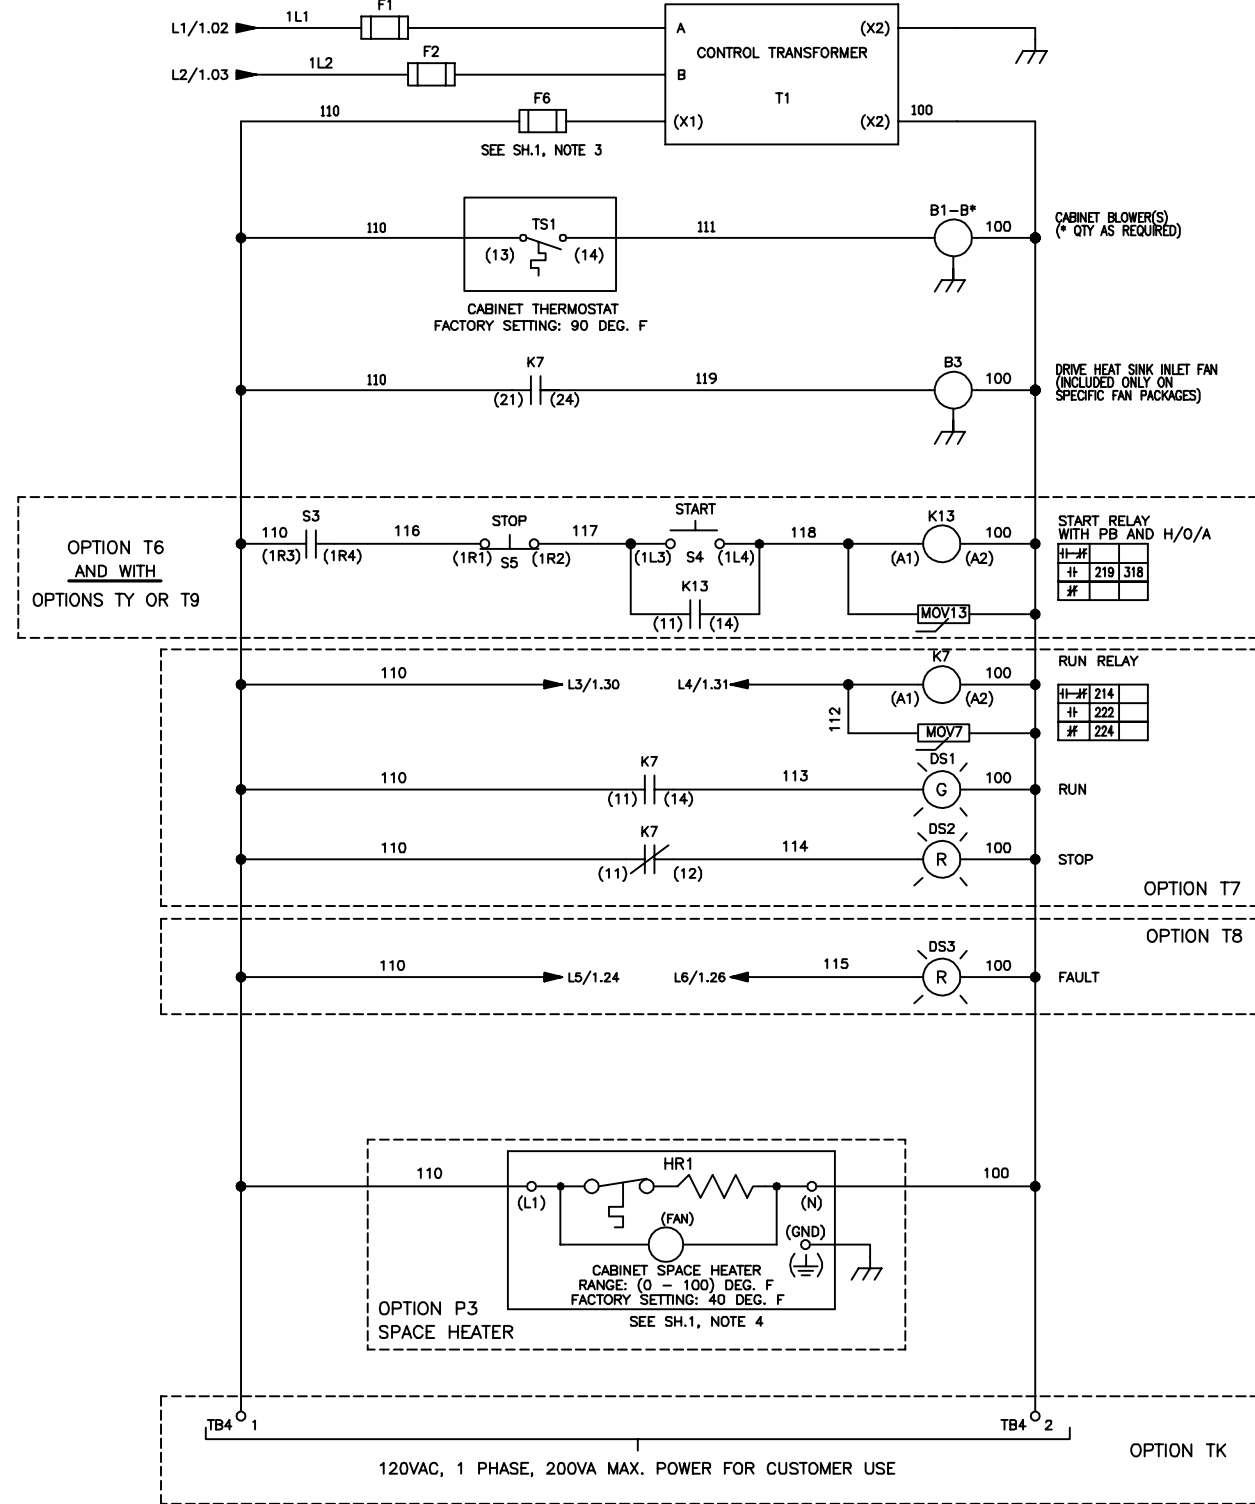 F1
L1/1.02 1L1 A (X2)
CONTROL TRANSFORMER
F2
L2/1.03 1L2 B
T1
F6
110 (X1) (X2) 100
SEE SH.1, NOTE 3
TS1 B1-B*
110 (13) (14) 111 100
CABINET BLOWER(S)
(* QTY AS REQUIRED)
CABINET THERMOSTAT
FACTORY SETTING: 90 DEG. F
K7 B3
110 (21) (24) 119 100
DRIVE HEAT SINK INLET FAN
(INCLUDED ONLY ON
SPECIFIC FAN PACKAGES)
OPTION T6
AND WITH
OPTIONS TY OR T9
S3 STOP START K13
110 116 117 118 100
(1R3) (1R4) (1R1) S5 (1R2) (1L3) S4 (1L4) (A1) (A2)
K13
(11) (14)
MOV13
START RELAY
WITH PB AND H/O/A
219 318
K7
110 L3/1.30 L4/1.31 100
(A1) (A2)
112
MOV7
RUN RELAY
214
222
224
K7 DS1
110 113 G 100 RUN
(11) (14)
K7 DS2
110 114 R 100 STOP
(11) (12)
OPTION T7
OPTION T8
DS3
110 L5/1.24 L6/1.26 115 R 100 FAULT
HR1
110 100
(L1) (N)
(FAN) (GND)
CABINET SPACE HEATER
RANGE: (0 - 100) DEG. F
FACTORY SETTING: 40 DEG. F
SEE SH.1, NOTE 4
OPTION P3
SPACE HEATER
TB4 1 TB4 2
OPTION TK
120VAC, 1 PHASE, 200VA MAX. POWER FOR CUSTOMER USE